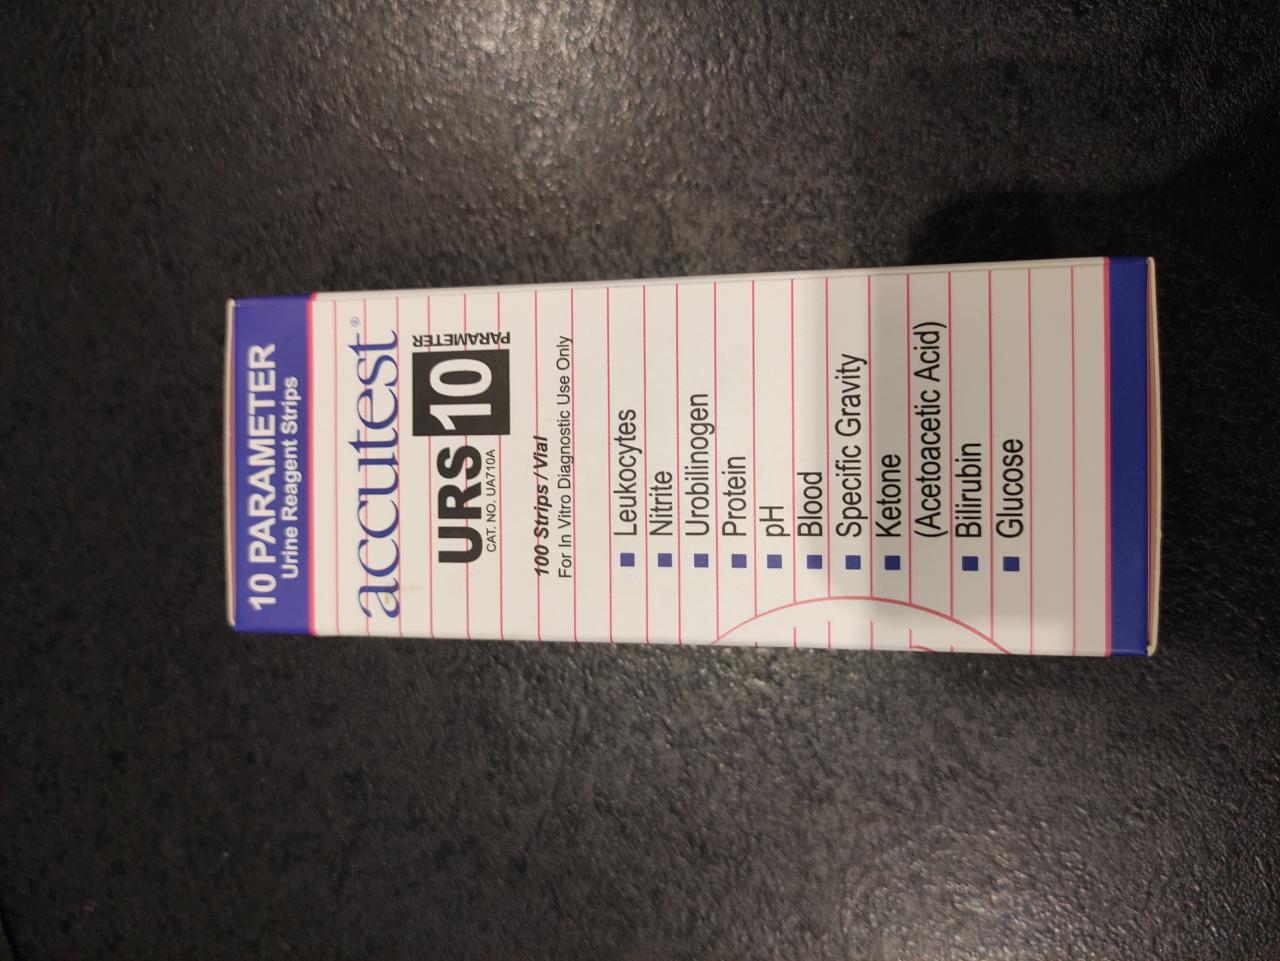 10 PARAMETER
Urine Reagent Strips
accutest®
URS 10 PARAMETER PARAMETER
CAT. NO. UA710A
100 Strips / Vial
For In Vitro Diagnostic Use Only
Leukocytes
Nitrite
Urobilinogen
Protein
pH
Blood
Specific Gravity
Ketone
(Acetoacetic Acid)
Bilirubin
Glucose